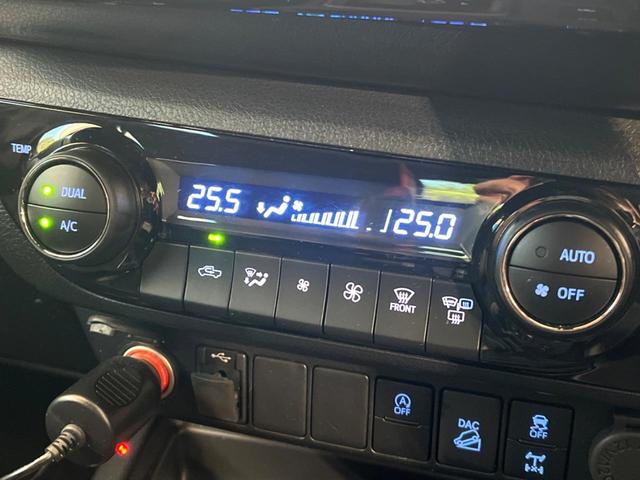 TEMP
DUAL
A/C
25.5
25.0
AUTO
OFF
FRONT
OFF
DAC
OFF